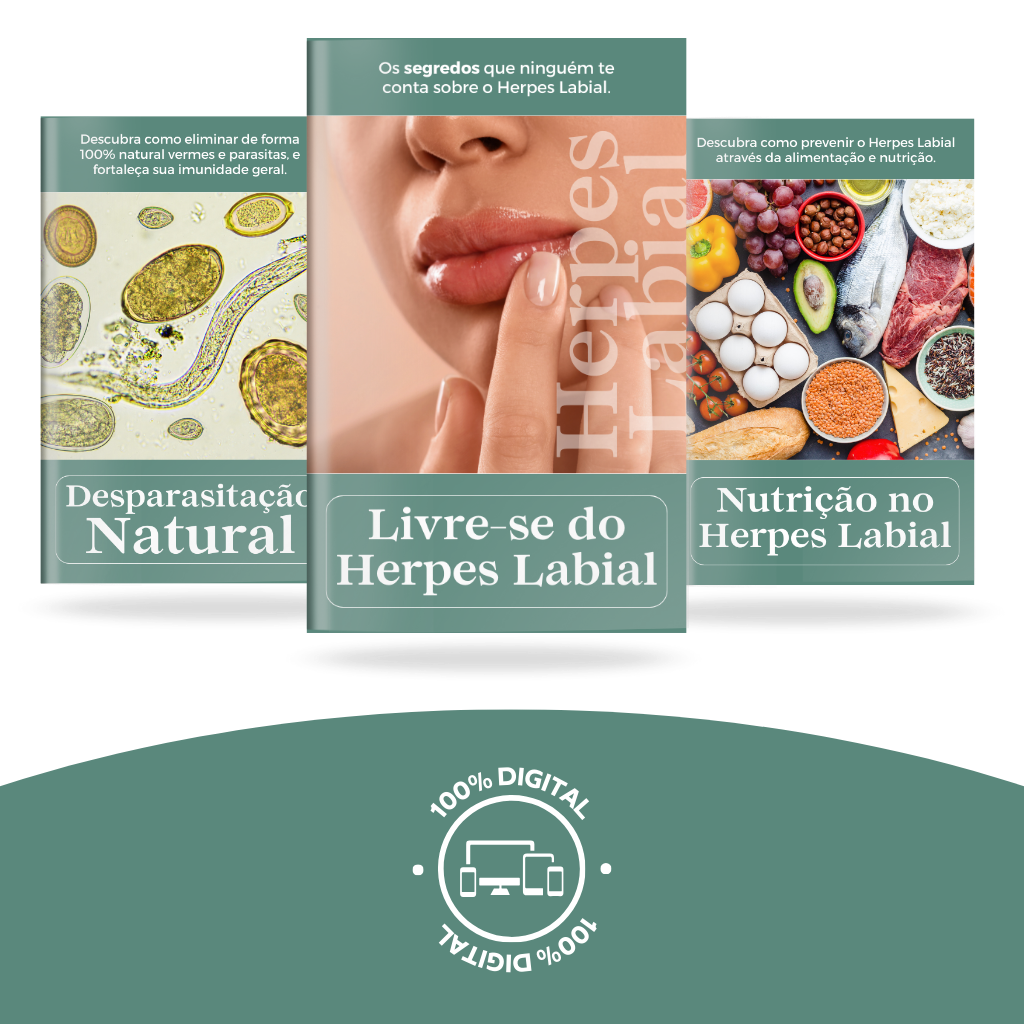 Descubra como eliminar de forma
100% natural vermes e parasitas, e
fortaleça sua imunidade geral.
Desparasitação
Natural
Os segredos que ninguém te
conta sobre o Herpes Labial.
Herpes
Labial
Livre-se do
Herpes Labial
Descubra como prevenir o Herpes Labial
através da alimentação e nutrição.
Nutrição no
Herpes Labial
100% DIGITAL
100% DIGITAL